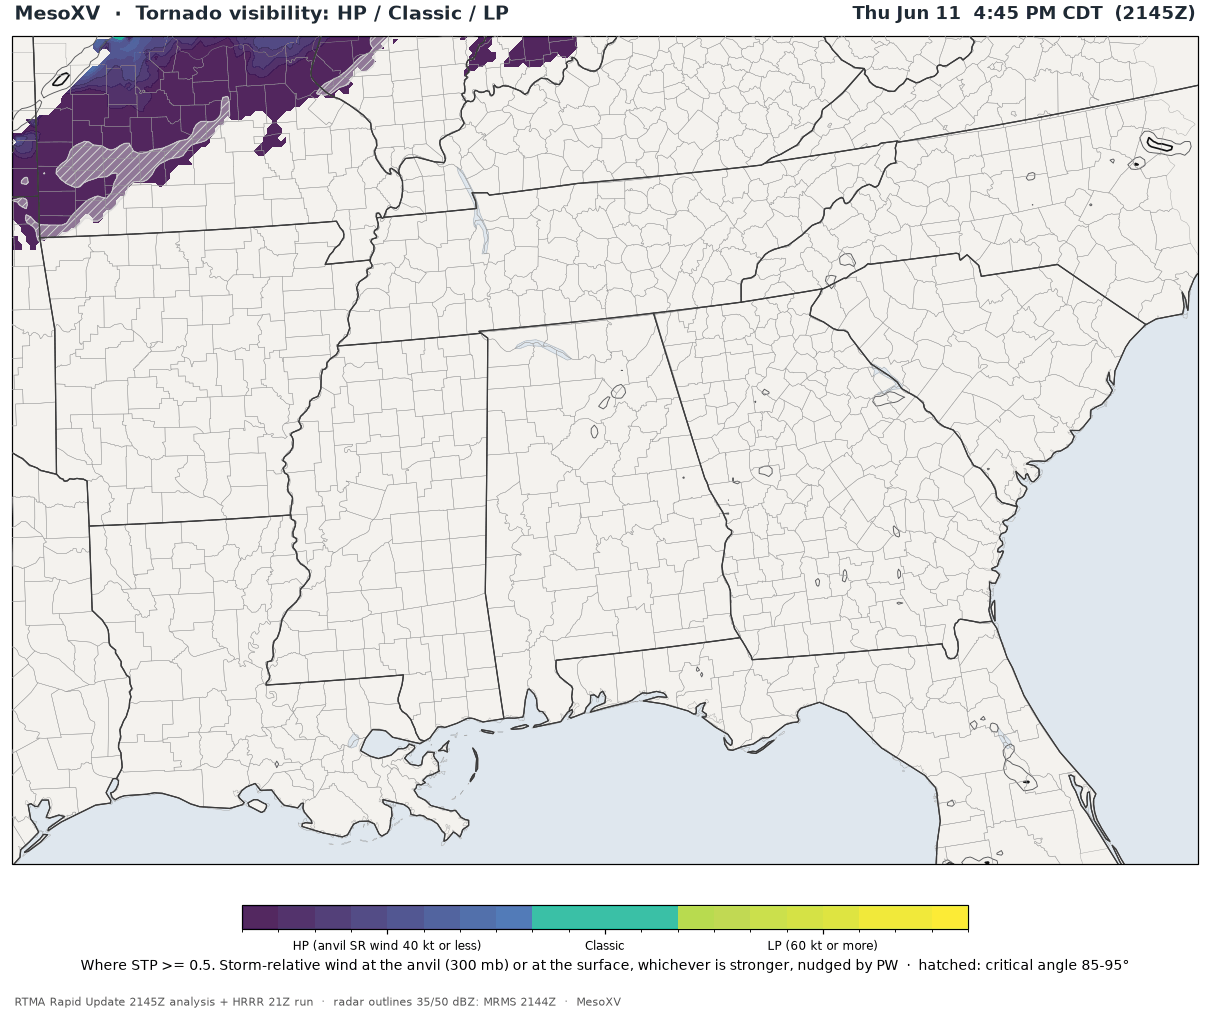 MesoXV · Tornado visibility: HP / Classic / LP
Thu Jun 11 4:45 PM CDT (2145Z)
HP (anvil SR wind 40 kt or less)
Classic
LP (60 kt or more)
Where STP >= 0.5. Storm-relative wind at the anvil (300 mb) or at the surface, whichever is stronger, nudged by PW · hatched: critical angle 85-95°
RTMA Rapid Update 2145Z analysis + HRRR 21Z run · radar outlines 35/50 dBZ: MRMS 2144Z · MesoXV